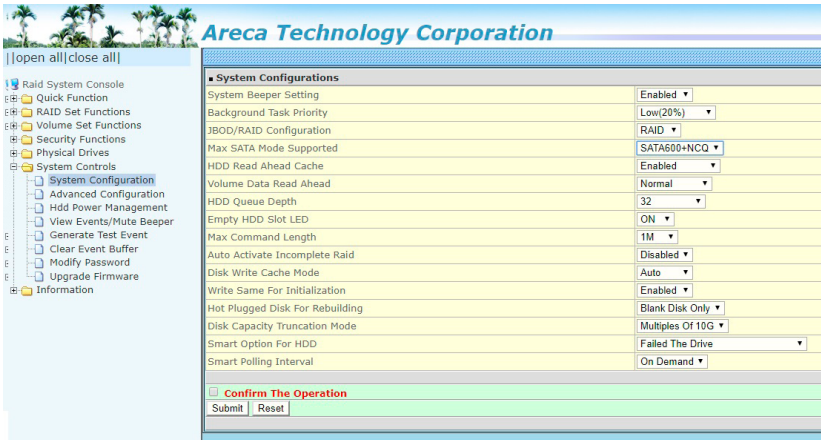 Areca Technology Corporation
||open all|close all|
Raid System Console
Quick Function
RAID Set Functions
Volume Set Functions
Security Functions
Physical Drives
System Controls
System Configuration
Advanced Configuration
Hdd Power Management
View Events/Mute Beeper
Generate Test Event
Clear Event Buffer
Modify Password
Upgrade Firmware
Information
System Configurations
System Beeper Setting Enabled
Background Task Priority Low(20%)
JBOD/RAID Configuration RAID
Max SATA Mode Supported SATA600+NCQ
HDD Read Ahead Cache Enabled
Volume Data Read Ahead Normal
HDD Queue Depth 32
Empty HDD Slot LED ON
Max Command Length 1M
Auto Activate Incomplete Raid Disabled
Disk Write Cache Mode Auto
Write Same For Initialization Enabled
Hot Plugged Disk For Rebuilding Blank Disk Only
Disk Capacity Truncation Mode Multiples Of 10G
Smart Option For HDD Failed The Drive
Smart Polling Interval On Demand
Confirm The Operation
Submit Reset